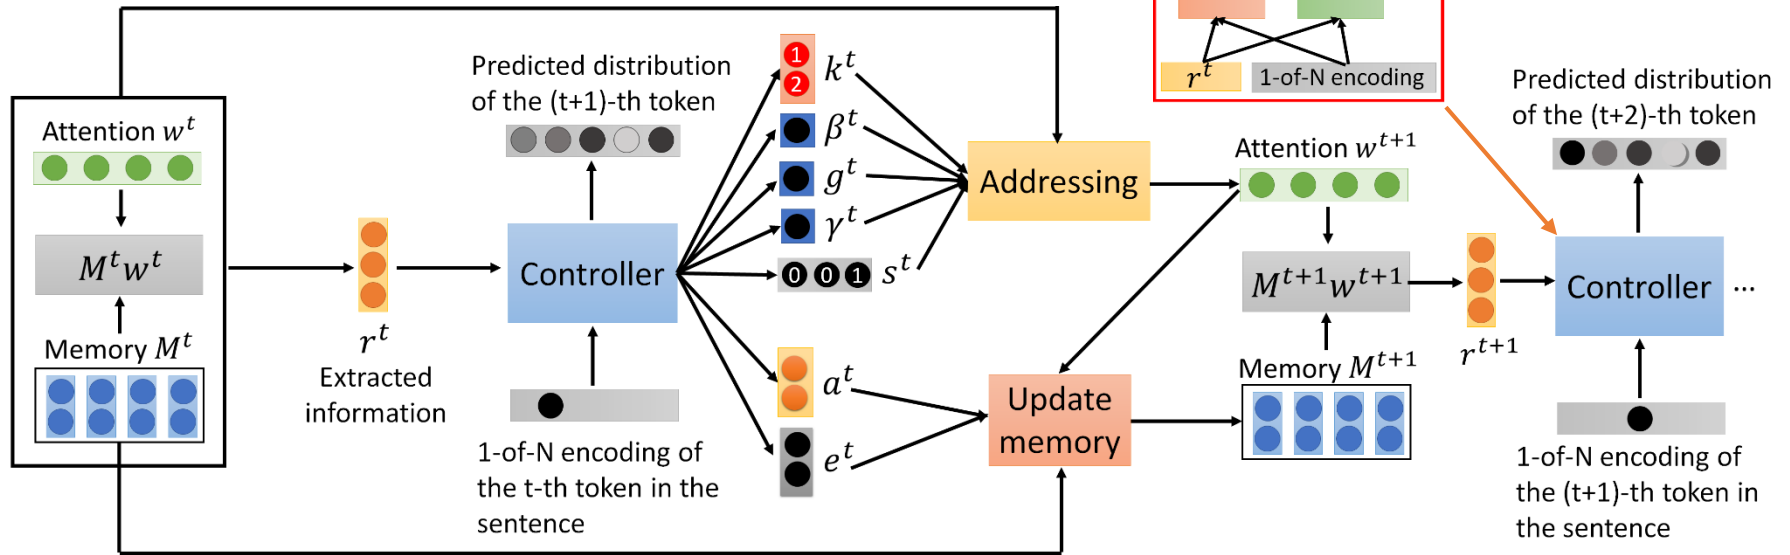 Attention w^t
M^t w^t
Memory M^t
r^t
Extracted
information
Predicted distribution
of the (t+1)-th token
Controller
1-of-N encoding of
the t-th token in the
sentence
1
2
k^t
β^t
g^t
γ^t
0 0 1
s^t
a^t
e^t
Addressing
Update
memory
r^t
1-of-N encoding
Attention w^{t+1}
M^{t+1} w^{t+1}
Memory M^{t+1}
r^{t+1}
Predicted distribution
of the (t+2)-th token
Controller
...
1-of-N encoding of
the (t+1)-th token in
the sentence